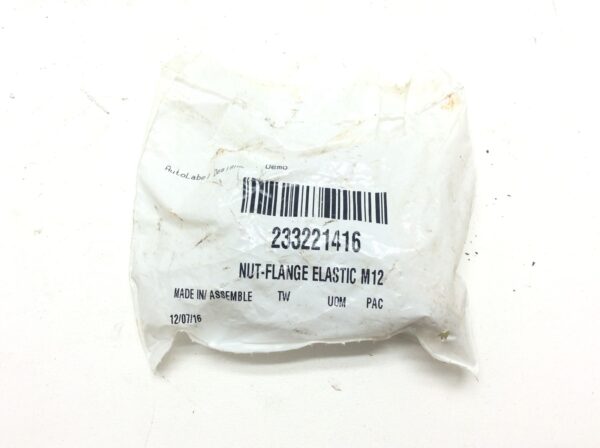 AutoLabel Demo
233221416
NUT-FLANGE ELASTIC M12
MADE IN/ ASSEMBLE TW UOM PAC
12/07/16